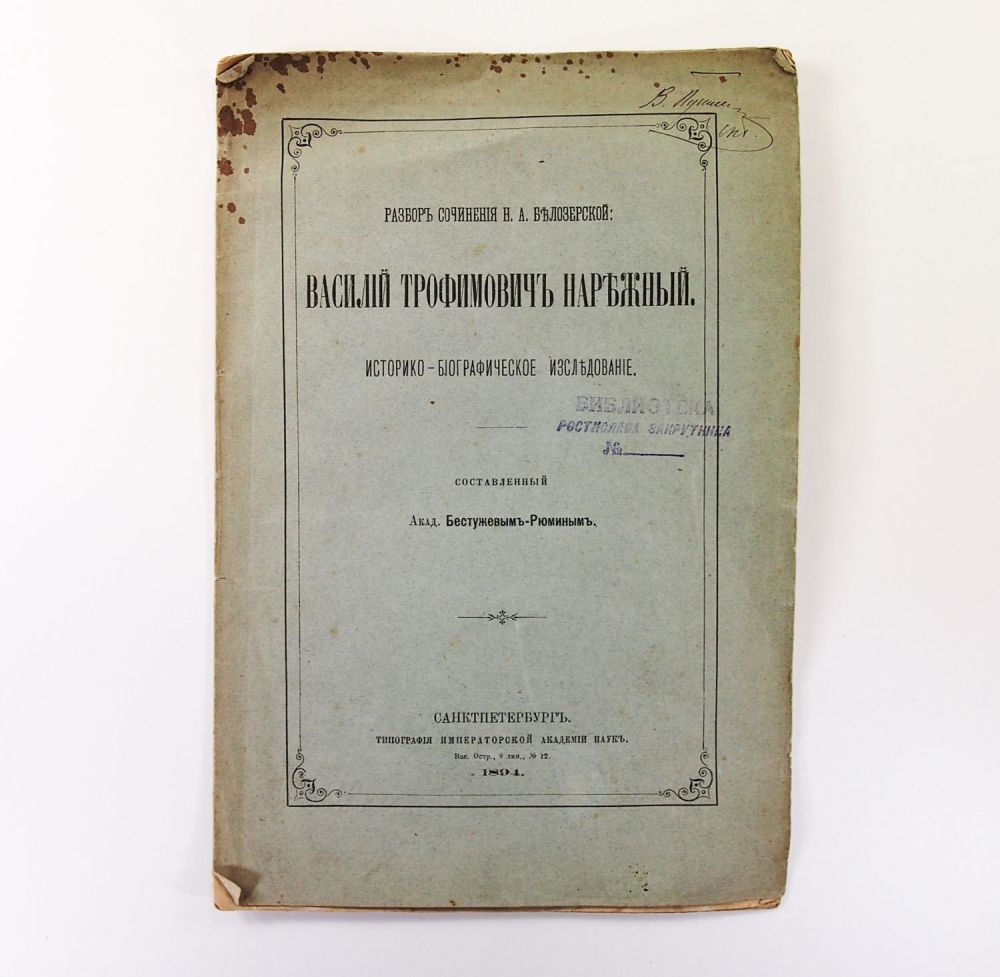 В.
РАЗБОРЪ СОЧИНЕНІЯ Н. А. БѢЛОЗЕРСКОЙ:
ВАСИЛІЙ ТРОФИМОВИЧЪ НАРѢЖНЫЙ.
ИСТОРИКО-БІОГРАФИЧЕСКОЕ ИЗСЛѢДОВАНІЕ.
БИБЛИОТЕКА
РОСТИСЛАВА ЗАКРУТКИНА
№
СОСТАВЛЕННЫЙ
Акад. Бестужевымъ-Рюминымъ.
САНКТПЕТЕРБУРГЪ.
ТИПОГРАФІЯ ИМПЕРАТОРСКОЙ АКАДЕМІИ НАУКЪ.
Вас. Остр., 9 лин., № 12.
1894.